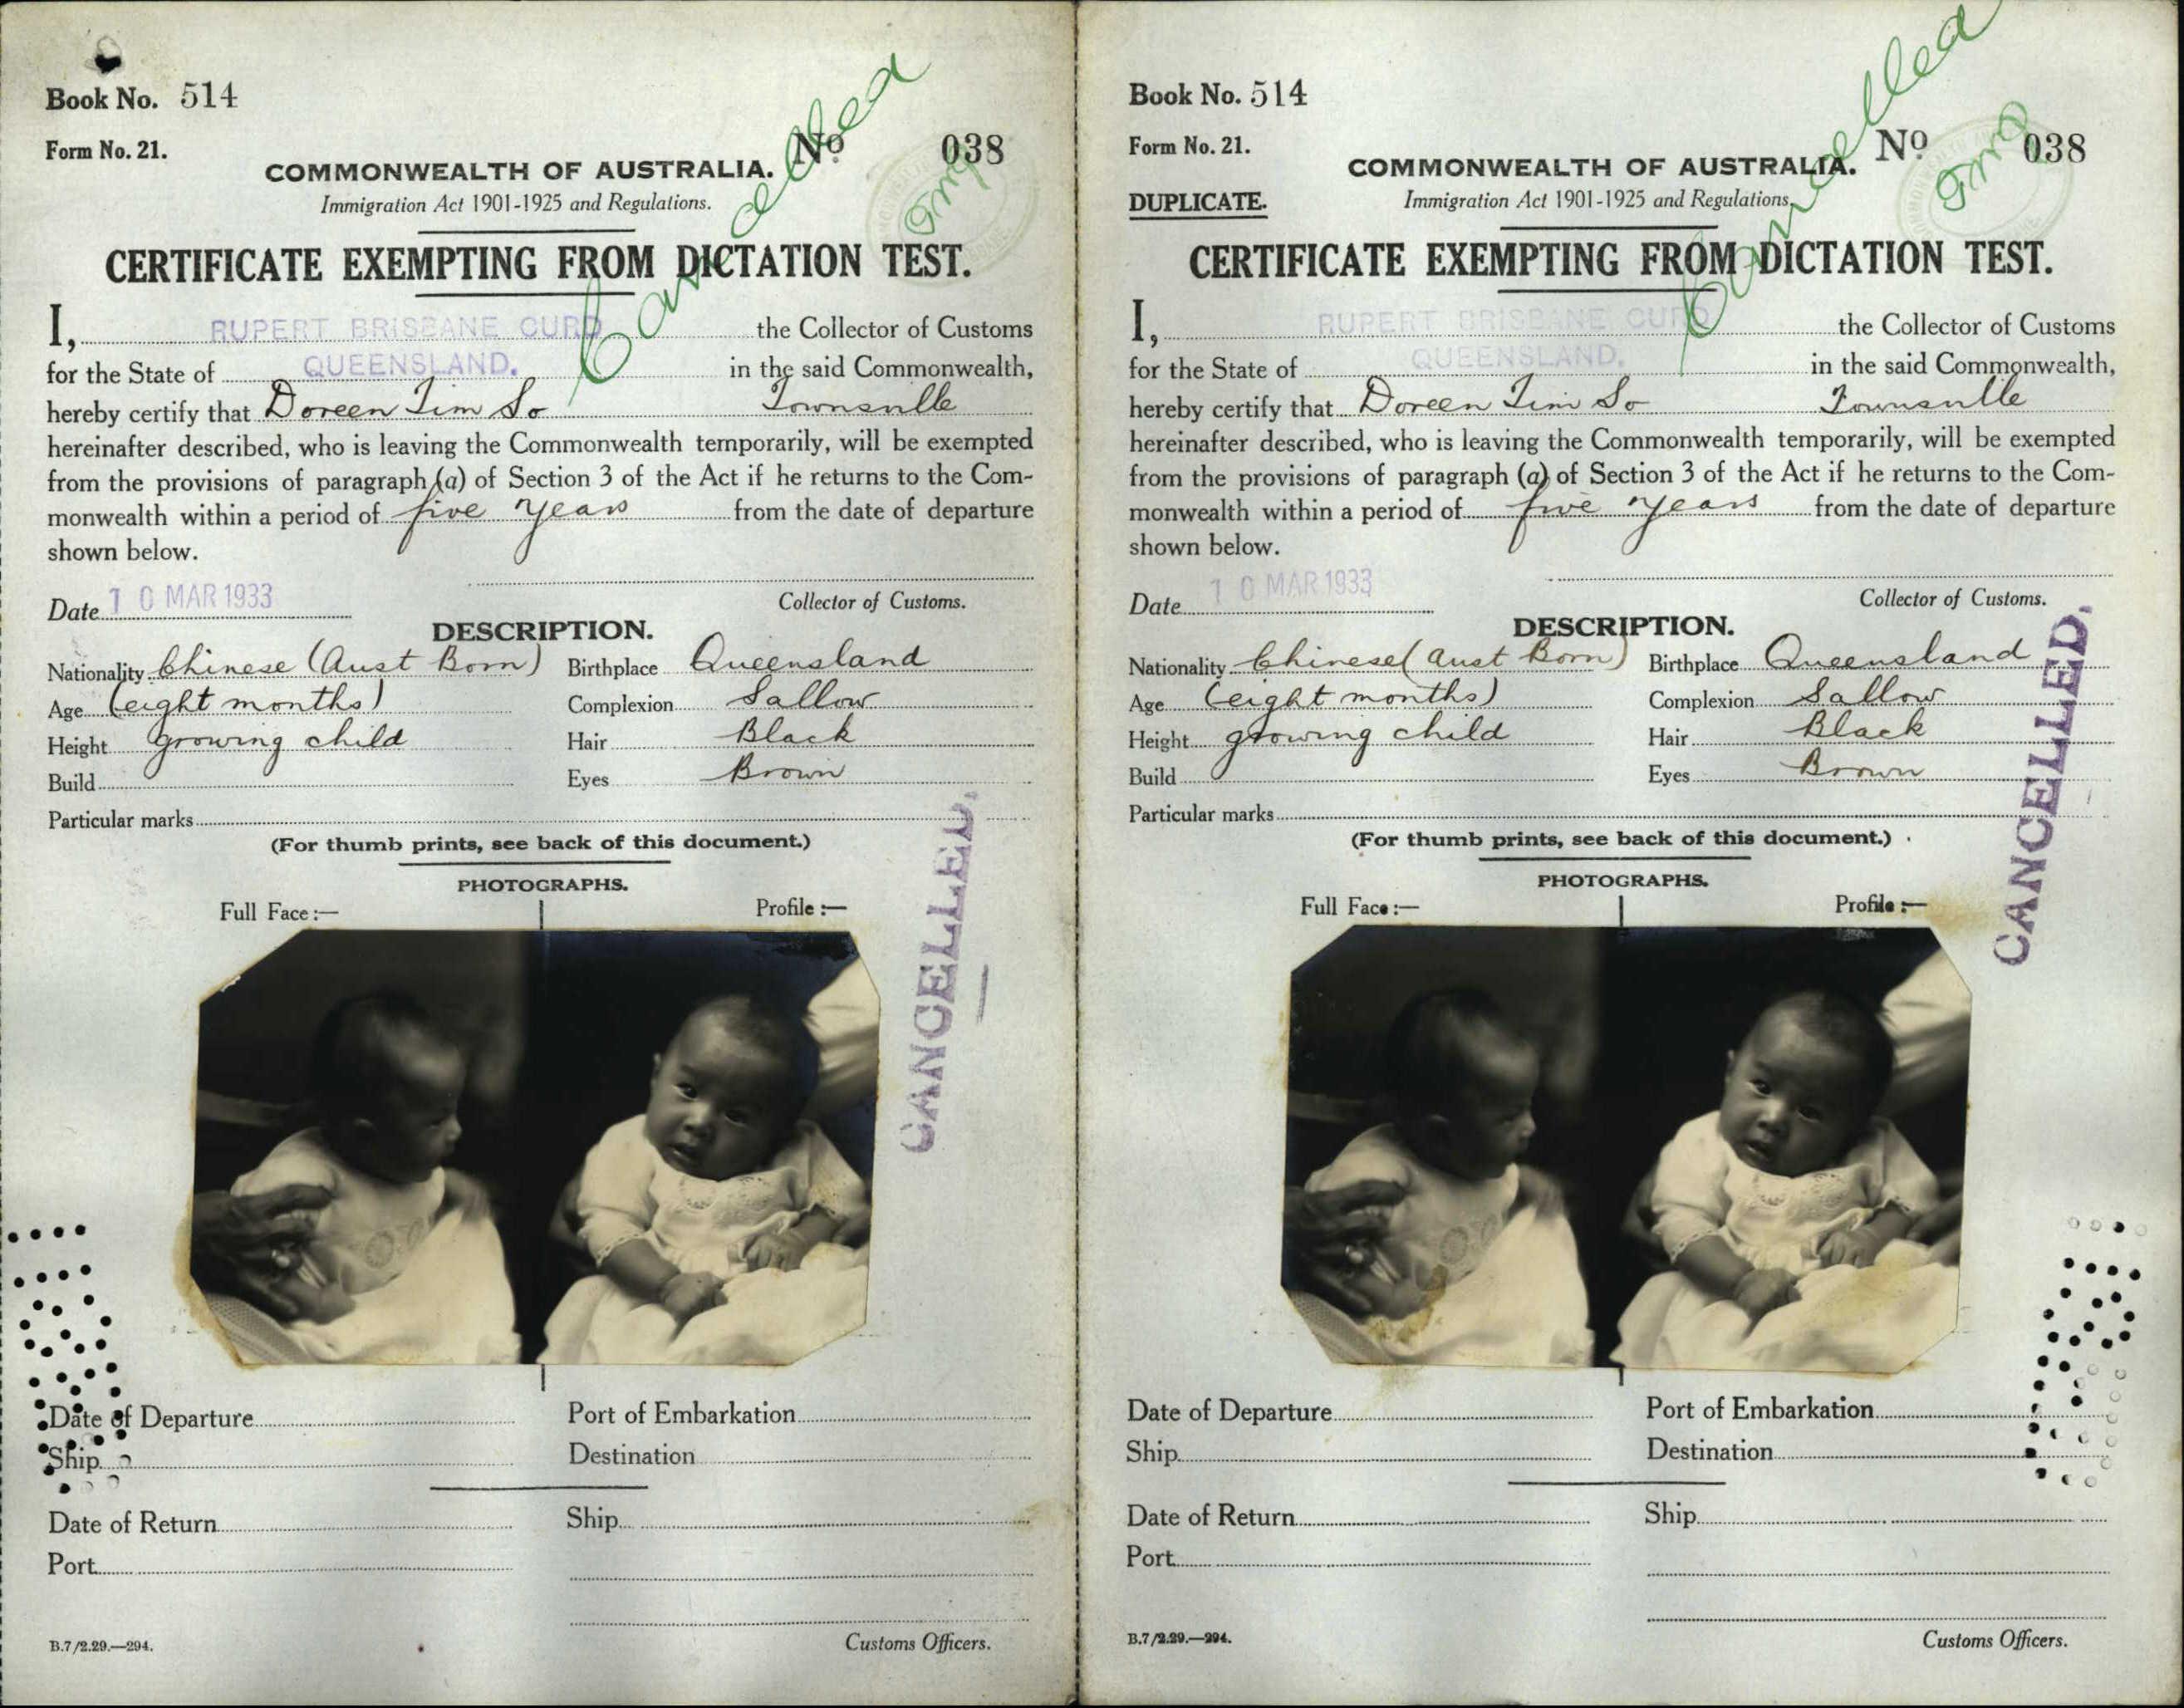 Book No. 514
Form No. 21.
Nº 038
COMMONWEALTH OF AUSTRALIA.
Immigration Act 1901-1925 and Regulations.
Cancelled
CERTIFICATE EXEMPTING FROM DICTATION TEST.
I, RUPERT BRISBANE CURD the Collector of Customs
for the State of QUEENSLAND. in the said Commonwealth,
hereby certify that Doreen Tim So Townsville
hereinafter described, who is leaving the Commonwealth temporarily, will be exempted
from the provisions of paragraph (a) of Section 3 of the Act if he returns to the Com-
monwealth within a period of five years from the date of departure
shown below.
Date 10 MAR 1933
Collector of Customs.
DESCRIPTION.
Nationality Chinese (Aust Born) Birthplace Queensland
Age (eight months) Complexion Sallow
Height growing child Hair Black
Build Eyes Brown
Particular marks
(For thumb prints, see back of this document.)
CANCELLED.
PHOTOGRAPHS.
Full Face :— Profile :—
Date of Departure Port of Embarkation
Ship Destination
Date of Return Ship
Port
B.7/2.29.—294. Customs Officers.
Book No. 514
Form No. 21.
Nº 038
COMMONWEALTH OF AUSTRALIA.
DUPLICATE.
Immigration Act 1901-1925 and Regulations.
Cancelled
CERTIFICATE EXEMPTING FROM DICTATION TEST.
I, RUPERT BRISBANE CURD the Collector of Customs
for the State of QUEENSLAND. in the said Commonwealth,
hereby certify that Doreen Tim So Townsville
hereinafter described, who is leaving the Commonwealth temporarily, will be exempted
from the provisions of paragraph (a) of Section 3 of the Act if he returns to the Com-
monwealth within a period of five years from the date of departure
shown below.
Date 10 MAR 1933
Collector of Customs.
DESCRIPTION.
Nationality Chinese (Aust Born) Birthplace Queensland
Age (eight months) Complexion Sallow
Height growing child Hair Black
Build Eyes Brown
Particular marks
(For thumb prints, see back of this document.)
CANCELLED.
PHOTOGRAPHS.
Full Face :— Profile :—
Date of Departure Port of Embarkation
Ship Destination
Date of Return Ship
Port
B.7/2.29.—294. Customs Officers.